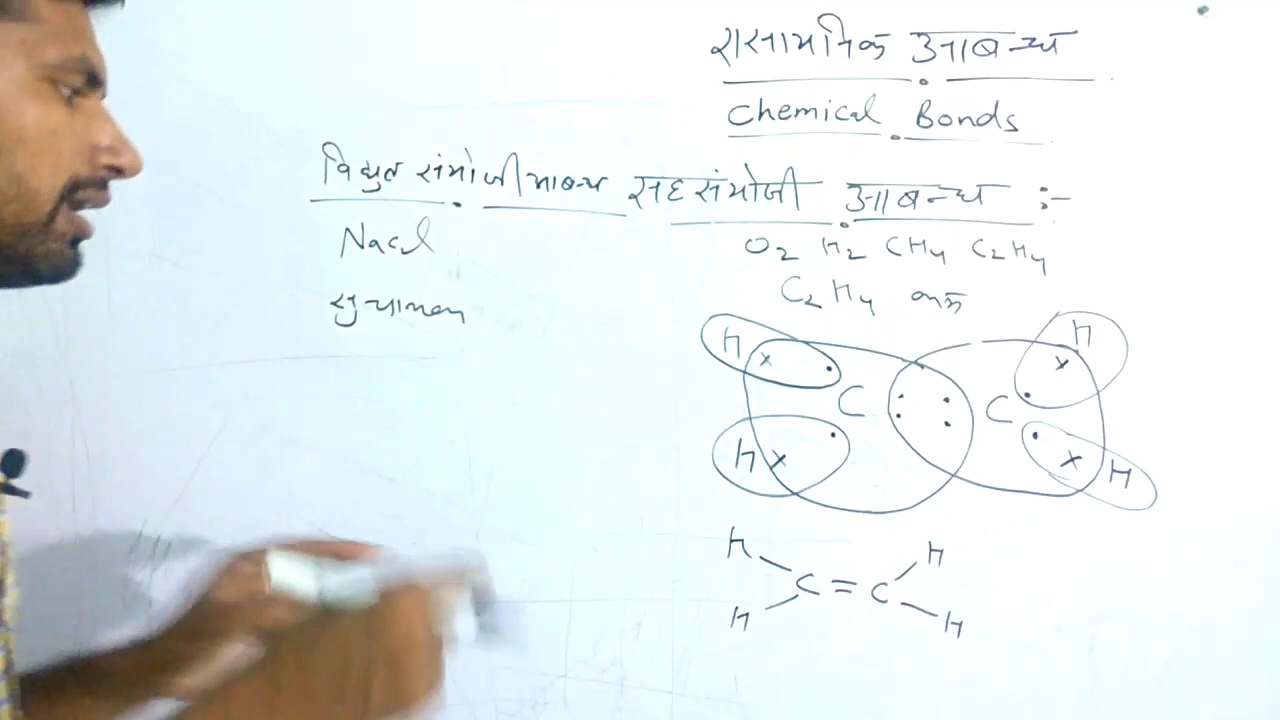 रासायनिक आबन्ध
Chemical Bonds
विद्युत संयोजी आबन्ध सहसंयोजी आबन्ध :-
Nacl
O2 H2 CH4 C2H4
C2H4
H H
C C
H H
H H
C = C
H H